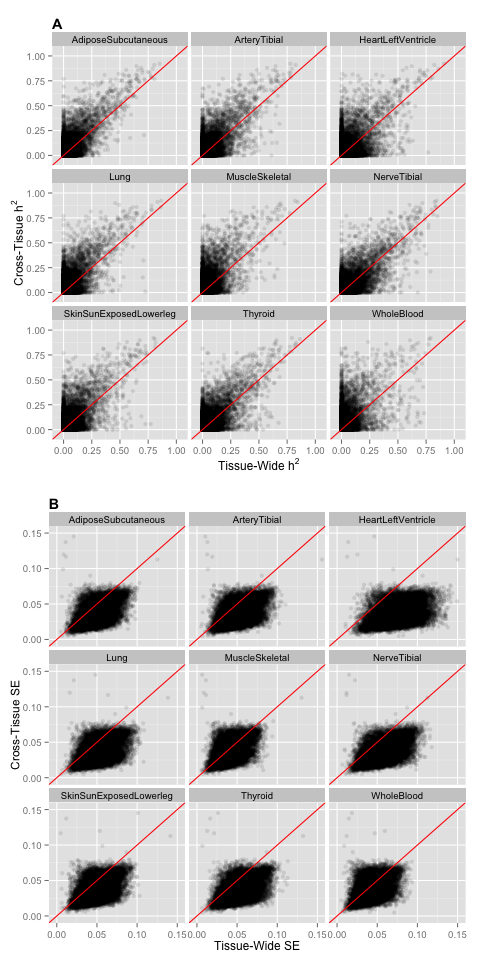 A
AdiposeSubcutaneous ArteryTibial HeartLeftVentricle
1.00
0.75
0.50
0.25
0.00
Lung MuscleSkeletal NerveTibial
1.00
0.75
0.50
0.25
0.00
Cross-Tissue h²
SkinSunExposedLowerleg Thyroid WholeBlood
1.00
0.75
0.50
0.25
0.00
0.00 0.25 0.50 0.75 1.00 0.00 0.25 0.50 0.75 1.00 0.00 0.25 0.50 0.75 1.00
Tissue-Wide h²
B
AdiposeSubcutaneous ArteryTibial HeartLeftVentricle
0.15
0.10
0.05
0.00
Lung MuscleSkeletal NerveTibial
0.15
0.10
0.05
0.00
Cross-Tissue SE
SkinSunExposedLowerleg Thyroid WholeBlood
0.15
0.10
0.05
0.00
0.00 0.05 0.10 0.15 0.00 0.05 0.10 0.15 0.00 0.05 0.10 0.15
Tissue-Wide SE